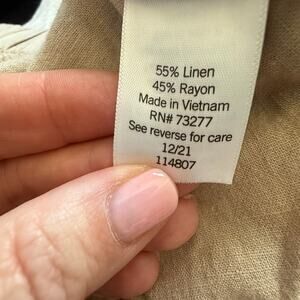 55% Linen
45% Rayon
Made in Vietnam
RN# 73277
See reverse for care
12/21
114807